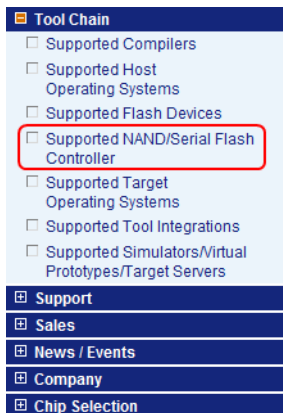 Tool Chain
Supported Compilers
Supported Host
Operating Systems
Supported Flash Devices
Supported NAND/Serial Flash
Controller
Supported Target
Operating Systems
Supported Tool Integrations
Supported Simulators/Virtual
Prototypes/Target Servers
Support
Sales
News / Events
Company
Chip Selection